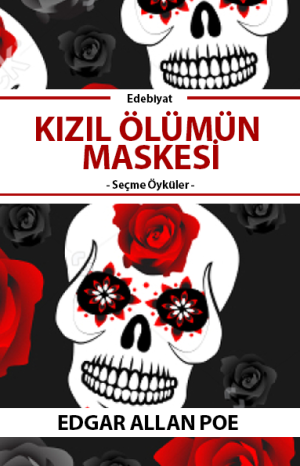 Edebiyat
KIZIL ÖLÜMÜN
MASKESİ
- Seçme Öyküler -
EDGAR ALLAN POE